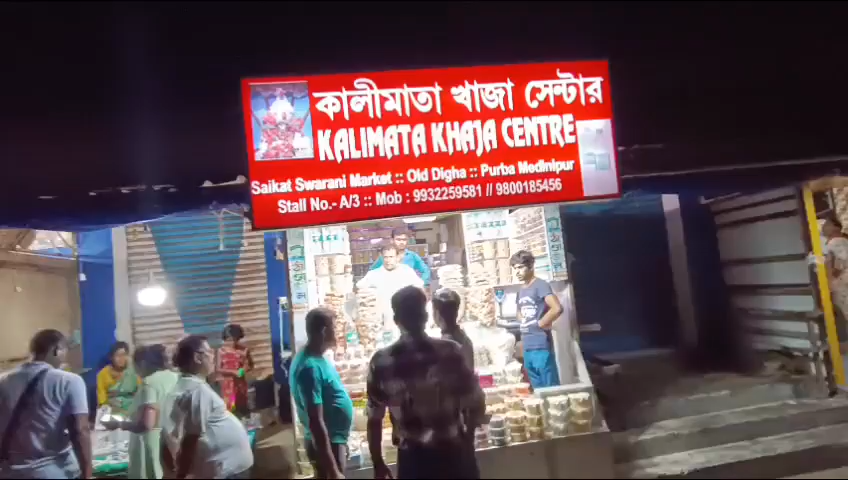 কালীমাতা খাজা সেন্টার
KALIMATA KHAJA CENTRE
Saikat Swarani Market :: Old Digha :: Purba Medinipur
Stall No.- A/3 :: Mob : 9932259581 // 9800185456